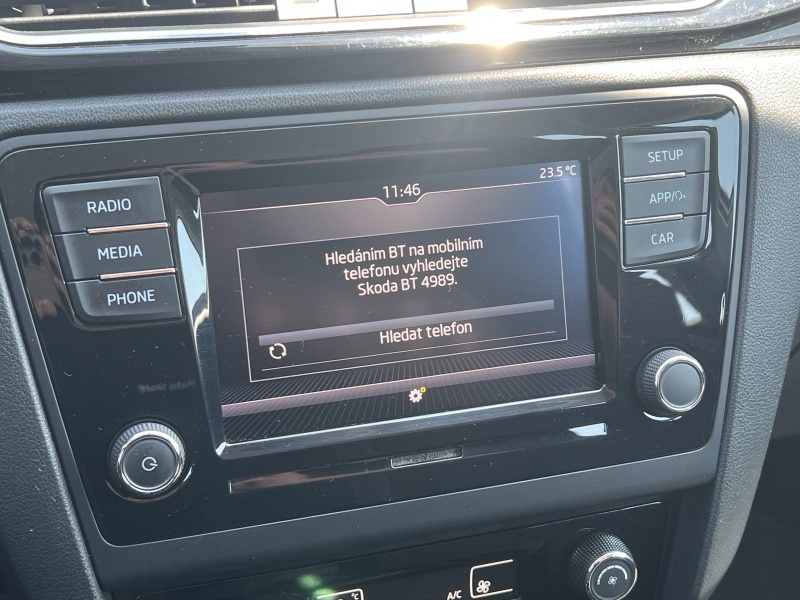 11:46
23.5 °C
RADIO
MEDIA
PHONE
Hledáním BT na mobilním
telefonu vyhledejte
Skoda BT 4989.
Hledat telefon
SETUP
APP/
CAR
A/C
°C